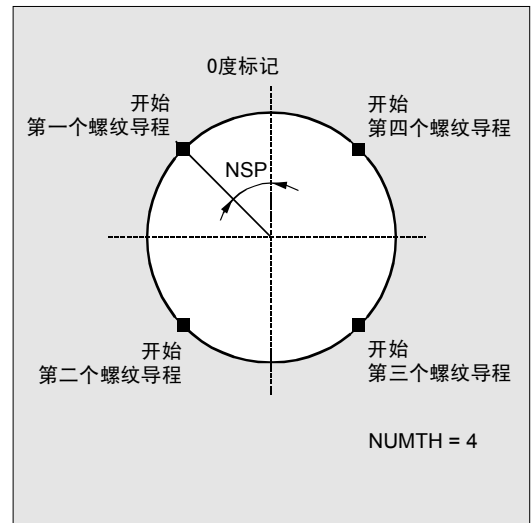 0度标记
开始
第一个螺纹导程
开始
第四个螺纹导程
NSP
开始
第二个螺纹导程
开始
第三个螺纹导程
NUMTH = 4